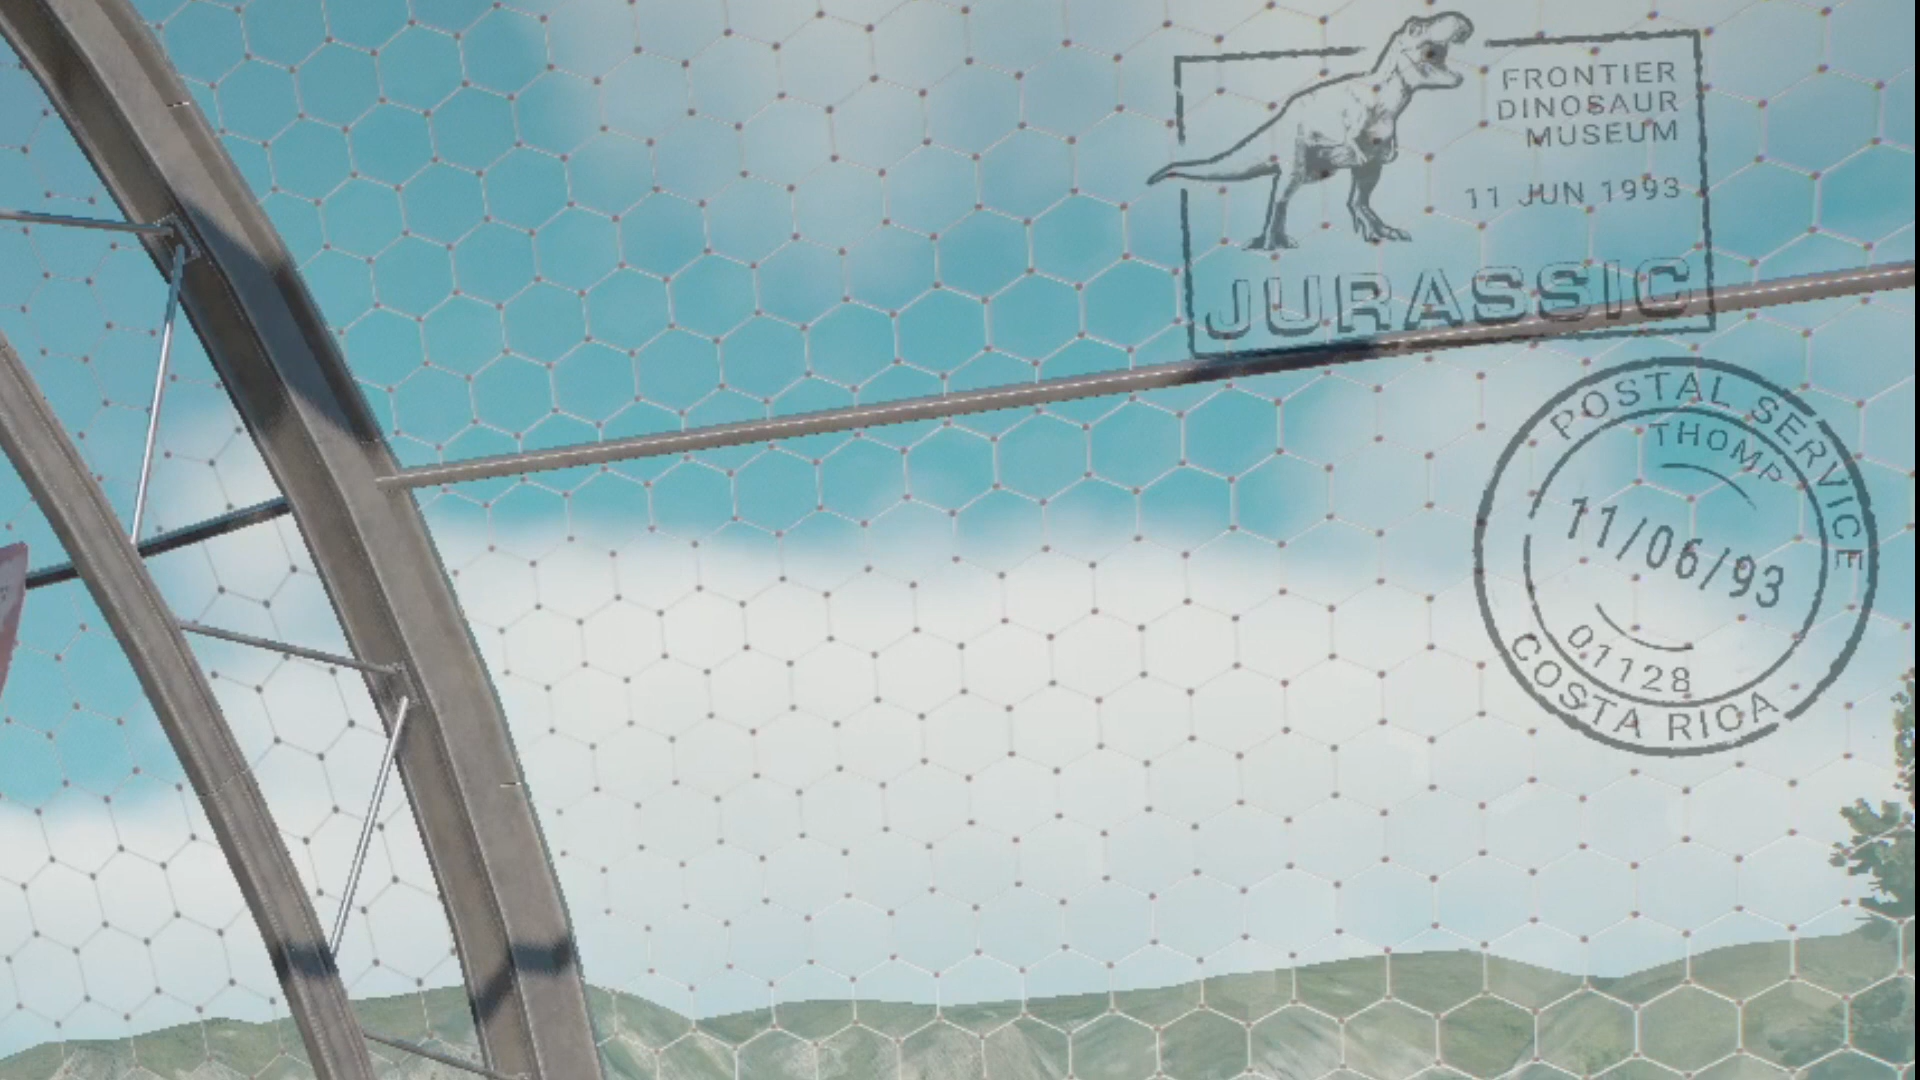 FRONTIER
DINOSAUR
MUSEUM
11 JUN 1993
JURASSIC
POSTAL SERVICE
THOMP
11/06/93
01128
COSTA RICA